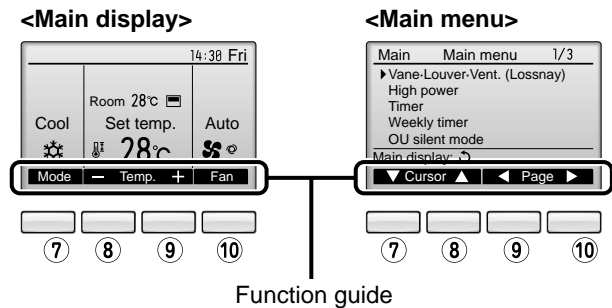 <Main display>
14:30 Fri
Room 28℃
Cool Set temp. Auto
28℃
Mode — Temp. + Fan
⑦ ⑧ ⑨ ⑩
<Main menu>
Main Main menu 1/3
▶Vane·Louver·Vent. (Lossnay)
High power
Timer
Weekly timer
OU silent mode
Main display: ↺
▼ Cursor ▲ ◀ Page ▶
⑦ ⑧ ⑨ ⑩
Function guide